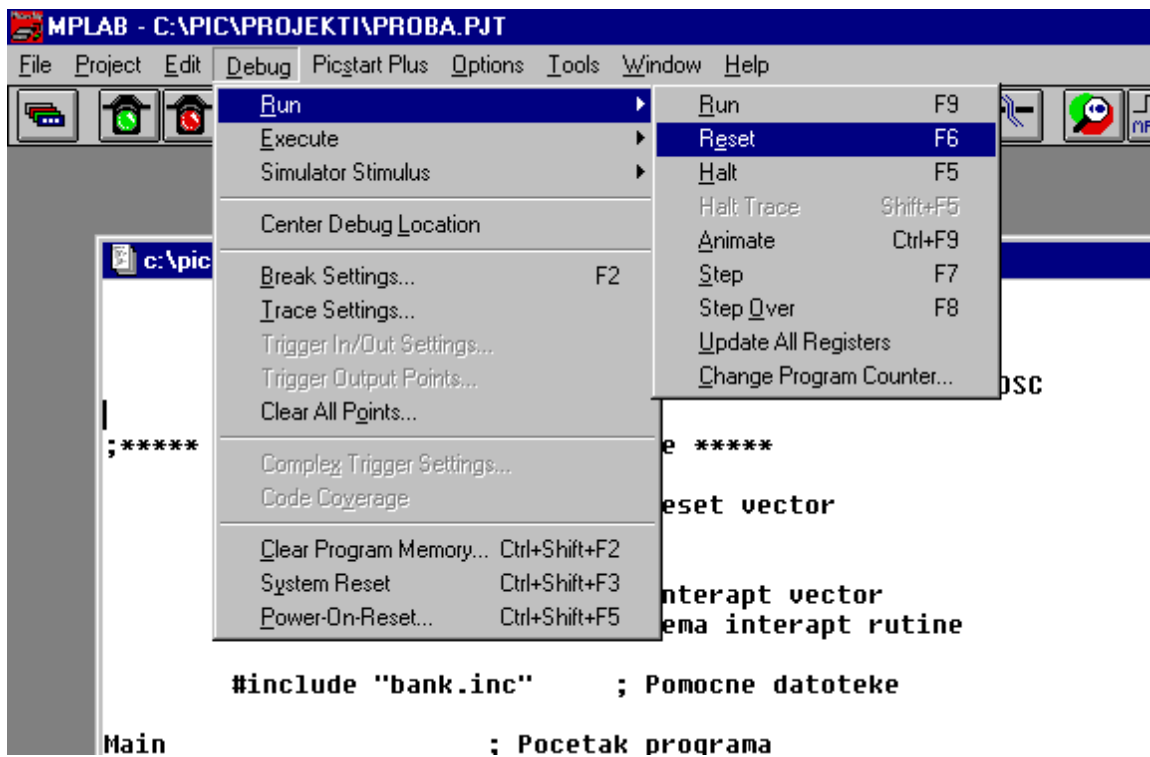 MPLAB - C:\PIC\PROJEKTI\PROBA.PJT
File Project Edit Debug Picstart Plus Options Tools Window Help
Run
Execute
Simulator Stimulus
Center Debug Location
Break Settings... F2
Trace Settings...
Trigger In/Out Settings...
Trigger Output Points...
Clear All Points...
Complex Trigger Settings...
Code Coverage
Clear Program Memory... Ctrl+Shift+F2
System Reset Ctrl+Shift+F3
Power-On-Reset... Ctrl+Shift+F5
Run F9
Reset F6
Halt F5
Halt Trace Shift+F5
Animate Ctrl+F9
Step F7
Step Over F8
Update All Registers
Change Program Counter...
c:\pic
OSC
;***** e *****
eset vector
nterapt vector
ema interapt rutine
#include "bank.inc" ; Pomocne datoteke
Main ; Pocetak programa